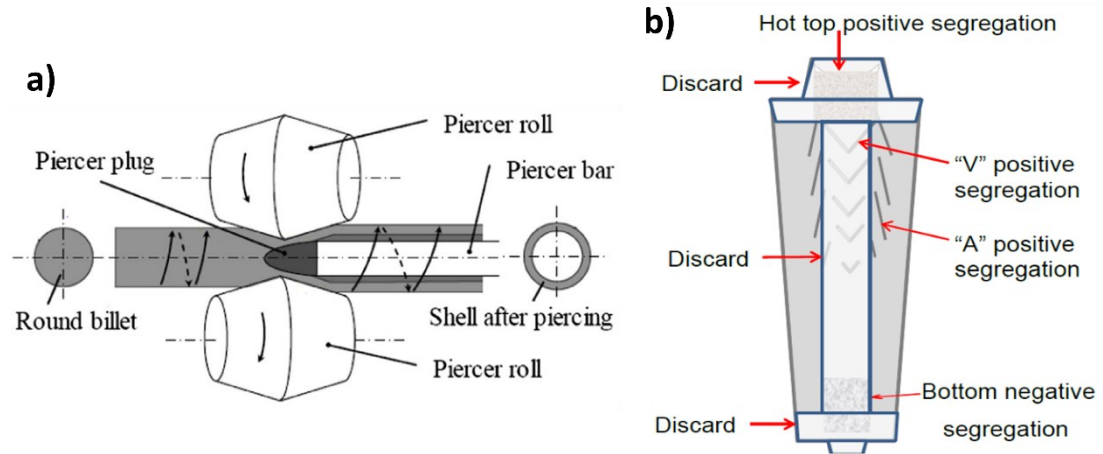 a)
Piercer roll
Piercer plug
Piercer bar
Round billet
Shell after piercing
Piercer roll
b)
Hot top positive segregation
Discard
“V” positive
segregation
“A” positive
segregation
Discard
Bottom negative
segregation
Discard